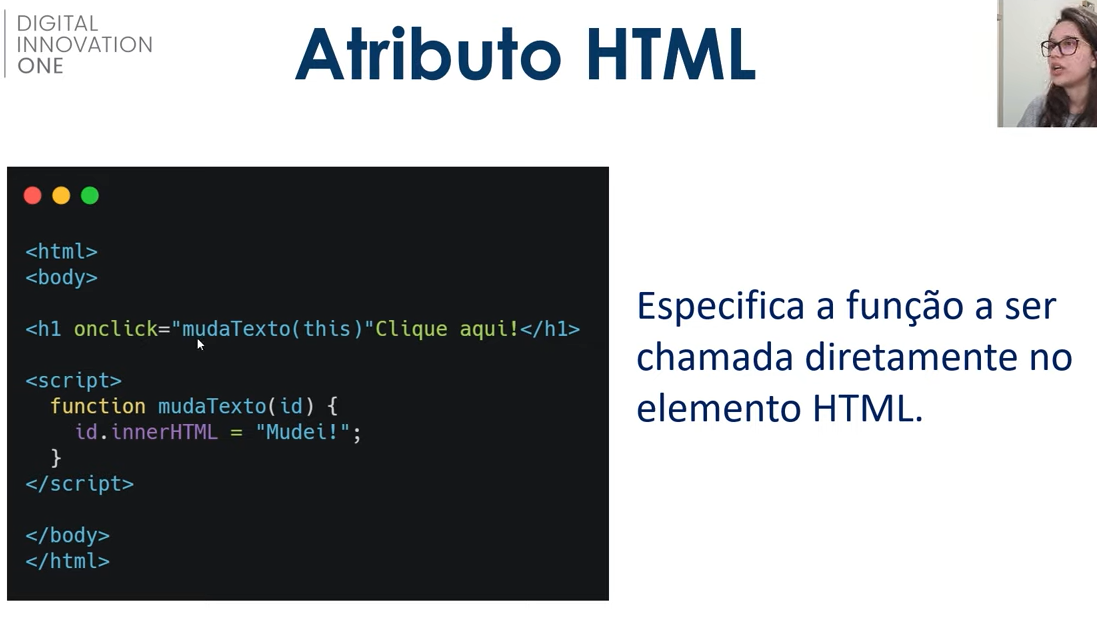 DIGITAL
INNOVATION
ONE
Atributo HTML
<html>
<body>
<h1 onclick="mudaTexto(this)"Clique aqui!</h1>
<script>
function mudaTexto(id) {
id.innerHTML = "Mudei!";
}
</script>
</body>
</html>
Especifica a função a ser
chamada diretamente no
elemento HTML.